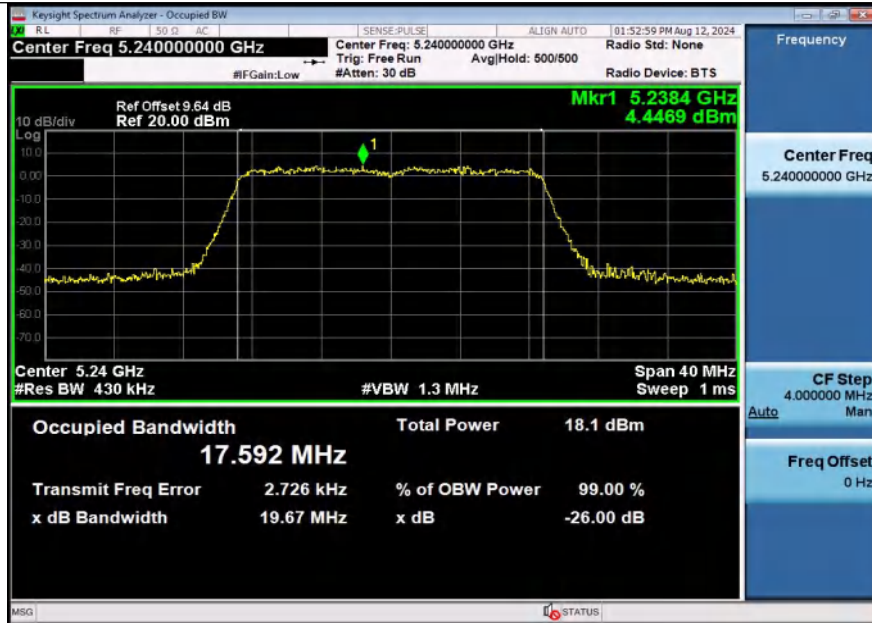 Keysight Spectrum Analyzer - Occupied BW
RL RF 50 Ω AC SENSE:PULSE ALIGN AUTO 01:52:59 PM Aug 12, 2024
Center Freq 5.240000000 GHz
Center Freq: 5.240000000 GHz Radio Std: None
Trig: Free Run Avg|Hold: 500/500
#IFGain:Low #Atten: 30 dB Radio Device: BTS
Frequency
Ref Offset 9.64 dB
10 dB/div Ref 20.00 dBm
Mkr1 5.2384 GHz
4.4469 dBm
Log
10.0
0.00
-10.0
-20.0
-30.0
-40.0
-50.0
-60.0
-70.0
1
Center 5.24 GHz Span 40 MHz
#Res BW 430 kHz #VBW 1.3 MHz Sweep 1 ms
Center Freq
5.240000000 GHz
CF Step
4.000000 MHz
Auto Man
Freq Offset
0 Hz
Occupied Bandwidth Total Power 18.1 dBm
17.592 MHz
Transmit Freq Error 2.726 kHz % of OBW Power 99.00 %
x dB Bandwidth 19.67 MHz x dB -26.00 dB
MSG STATUS